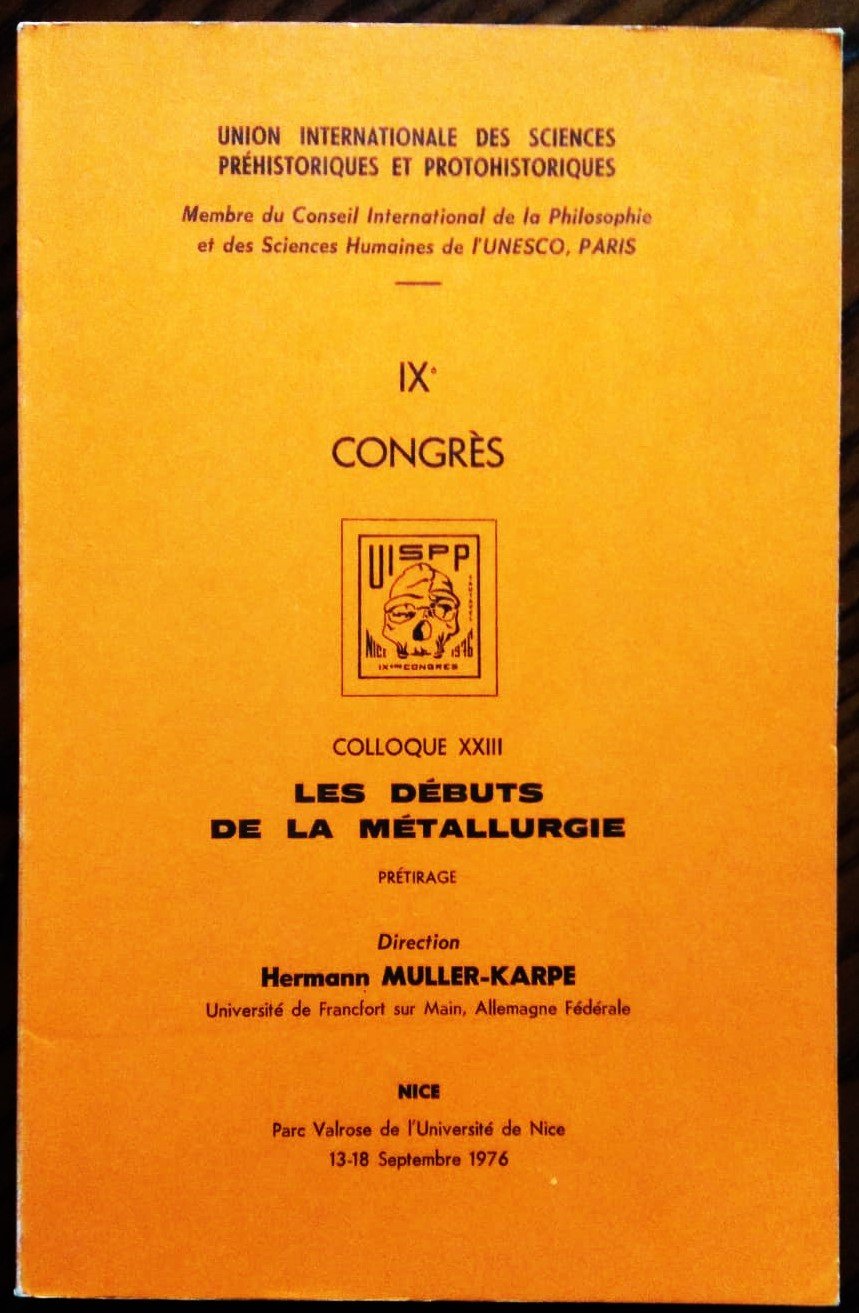 UNION INTERNATIONALE DES SCIENCES
PRÉHISTORIQUES ET PROTOHISTORIQUES
Membre du Conseil International de la Philosophie
et des Sciences Humaines de l'UNESCO, PARIS
IXe
CONGRÈS
UISPP
TAUTAVEL
NICE 1976
IXème CONGRES
COLLOQUE XXIII
LES DÉBUTS
DE LA MÉTALLURGIE
PRÉTIRAGE
Direction
Hermann MULLER-KARPE
Université de Francfort sur Main, Allemagne Fédérale
NICE
Parc Valrose de l'Université de Nice
13-18 Septembre 1976